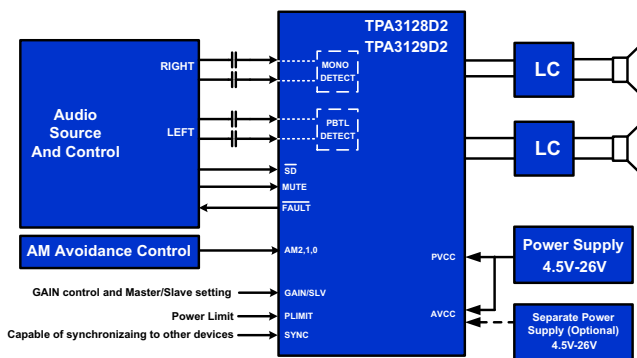 TPA3128D2
TPA3129D2
RIGHT
MONO
DETECT
LC
Audio
Source
And Control
LEFT
PBTL
DETECT
LC
SD
MUTE
FAULT
AM Avoidance Control
AM2,1,0
PVCC
Power Supply
4.5V-26V
GAIN control and Master/Slave setting
GAIN/SLV
Power Limit
PLIMIT
AVCC
Separate Power
Supply (Optional)
4.5V-26V
Capable of synchronizaing to other devices
SYNC